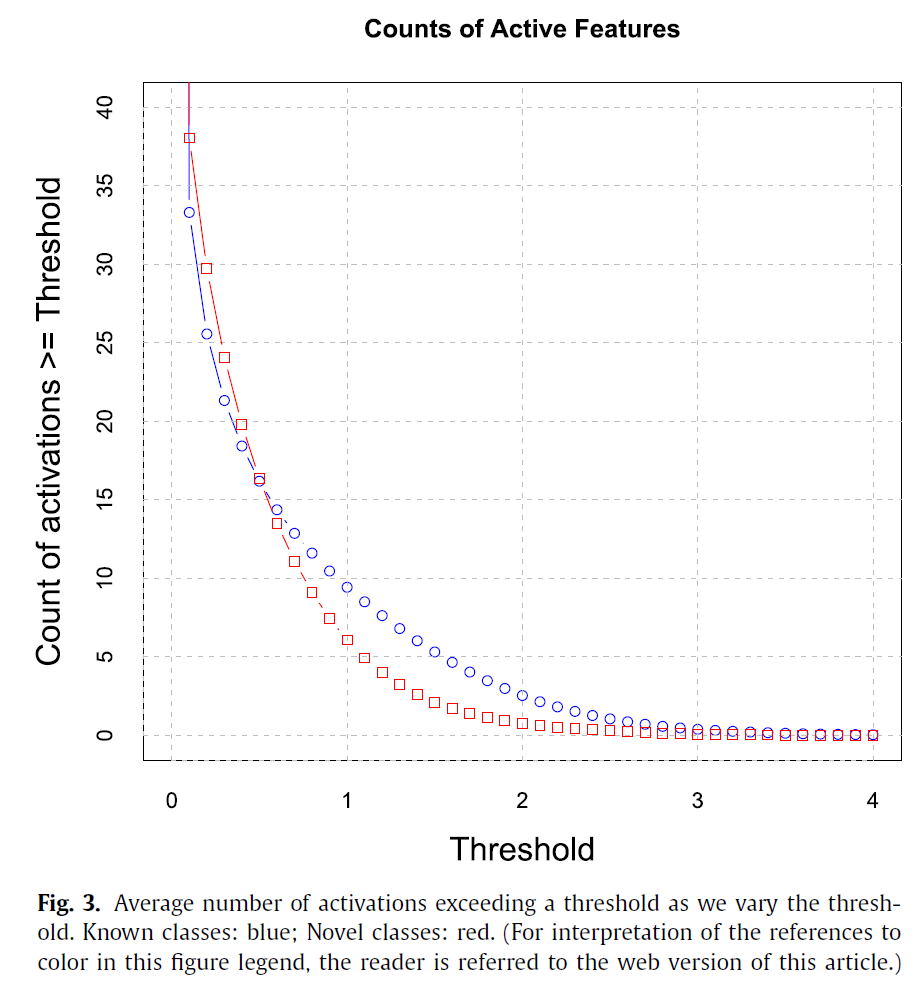 Counts of Active Features
Count of activations >= Threshold
40
35
30
25
20
15
10
5
0
0 1 2 3 4
Threshold
Fig. 3. Average number of activations exceeding a threshold as we vary the thresh-
old. Known classes: blue; Novel classes: red. (For interpretation of the references to
color in this figure legend, the reader is referred to the web version of this article.)